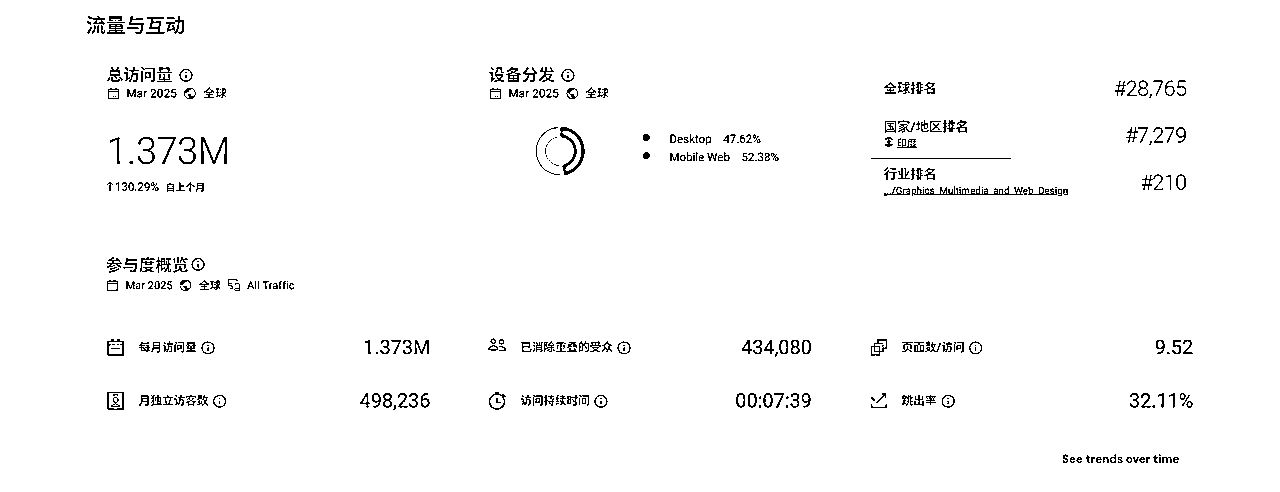 流量与互动
总访问量
Mar 2025 全球
1.373M
↑130.29% 自上个月
设备分发
Mar 2025 全球
Desktop 47.62%
Mobile Web 52.38%
全球排名 #28,765
国家/地区排名 #7,279
印度
行业排名 #210
../Graphics Multimedia and Web Design
参与度概览
Mar 2025 全球 All Traffic
每月访问量 1.373M
已消除重叠的受众 434,080
页面数/访问 9.52
月独立访客数 498,236
访问持续时间 00:07:39
跳出率 32.11%
See trends over time